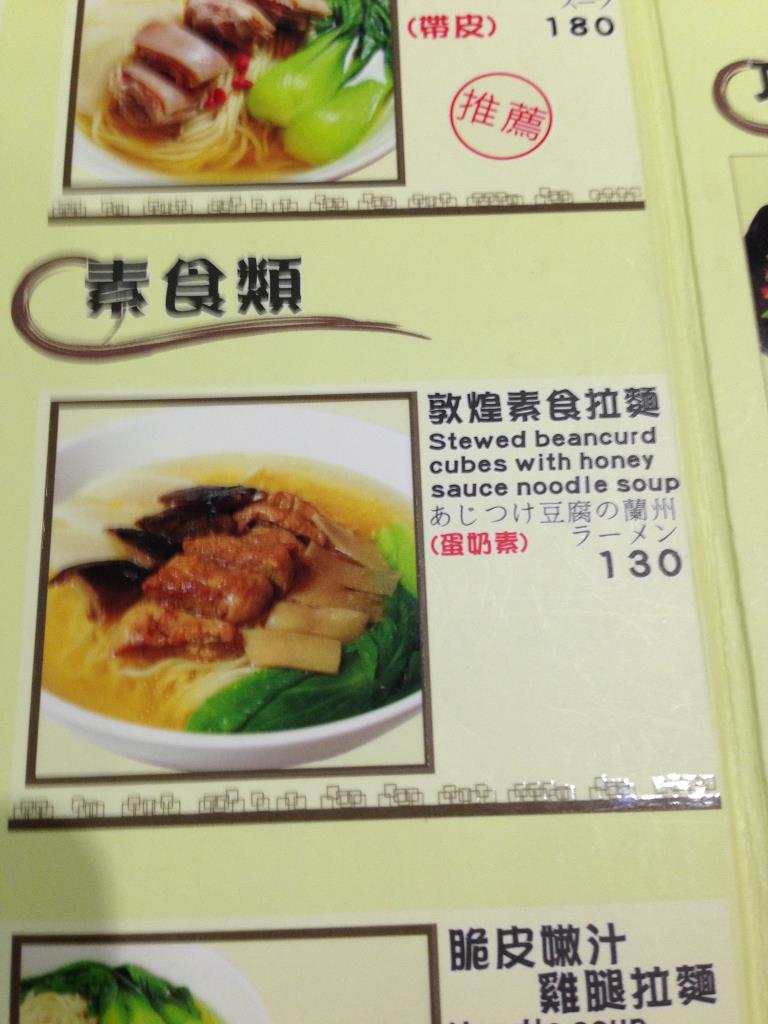 (帶皮)
180
推薦
素食類
敦煌素食拉麵
Stewed beancurd
cubes with honey
sauce noodle soup
あじつけ豆腐の蘭州
(蛋奶素) ラーメン
130
脆皮嫩汁
雞腿拉麵